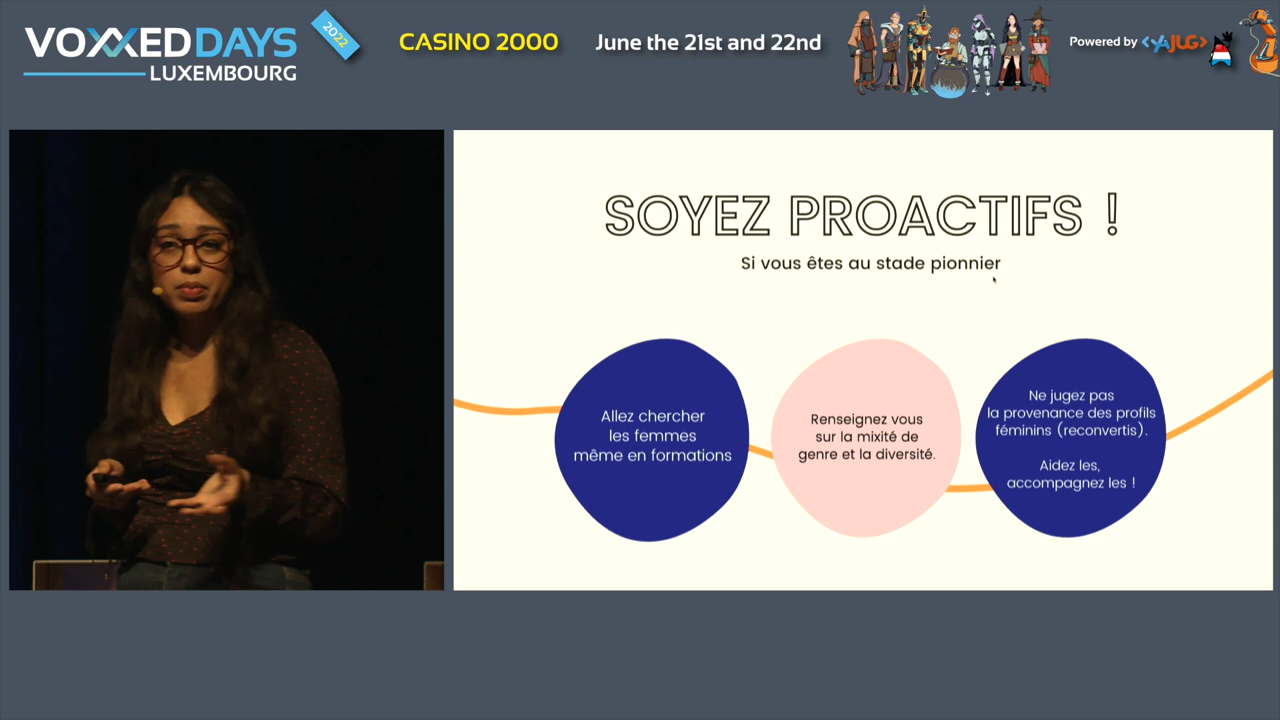 VOXXED DAYS
LUXEMBOURG
2022
CASINO 2000
June the 21st and 22nd
Powered by <YAJUG>
SOYEZ PROACTIFS !
Si vous êtes au stade pionnier
Allez chercher
les femmes
même en formations
Renseignez vous
sur la mixité de
genre et la diversité.
Ne jugez pas
la provenance des profils
féminins (reconvertis).
Aidez les,
accompagnez les !